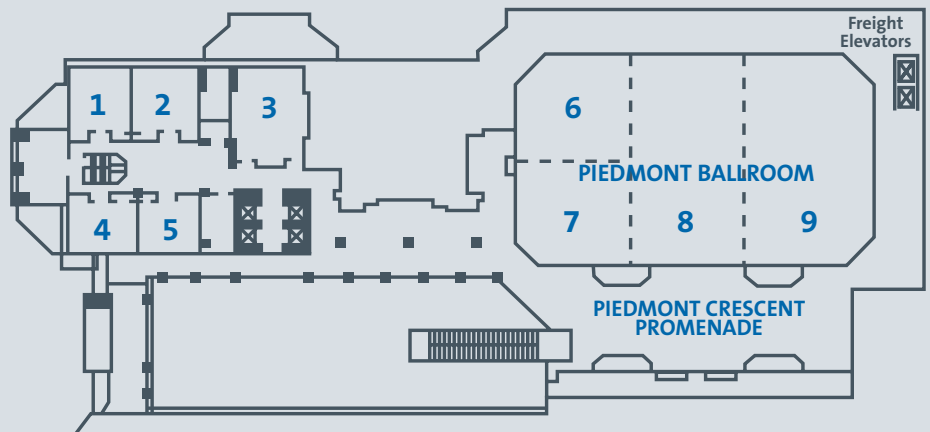 Freight
Elevators
1
2
3
6
PIEDMONT BALLROOM
4
5
7
8
9
PIEDMONT CRESCENT
PROMENADE